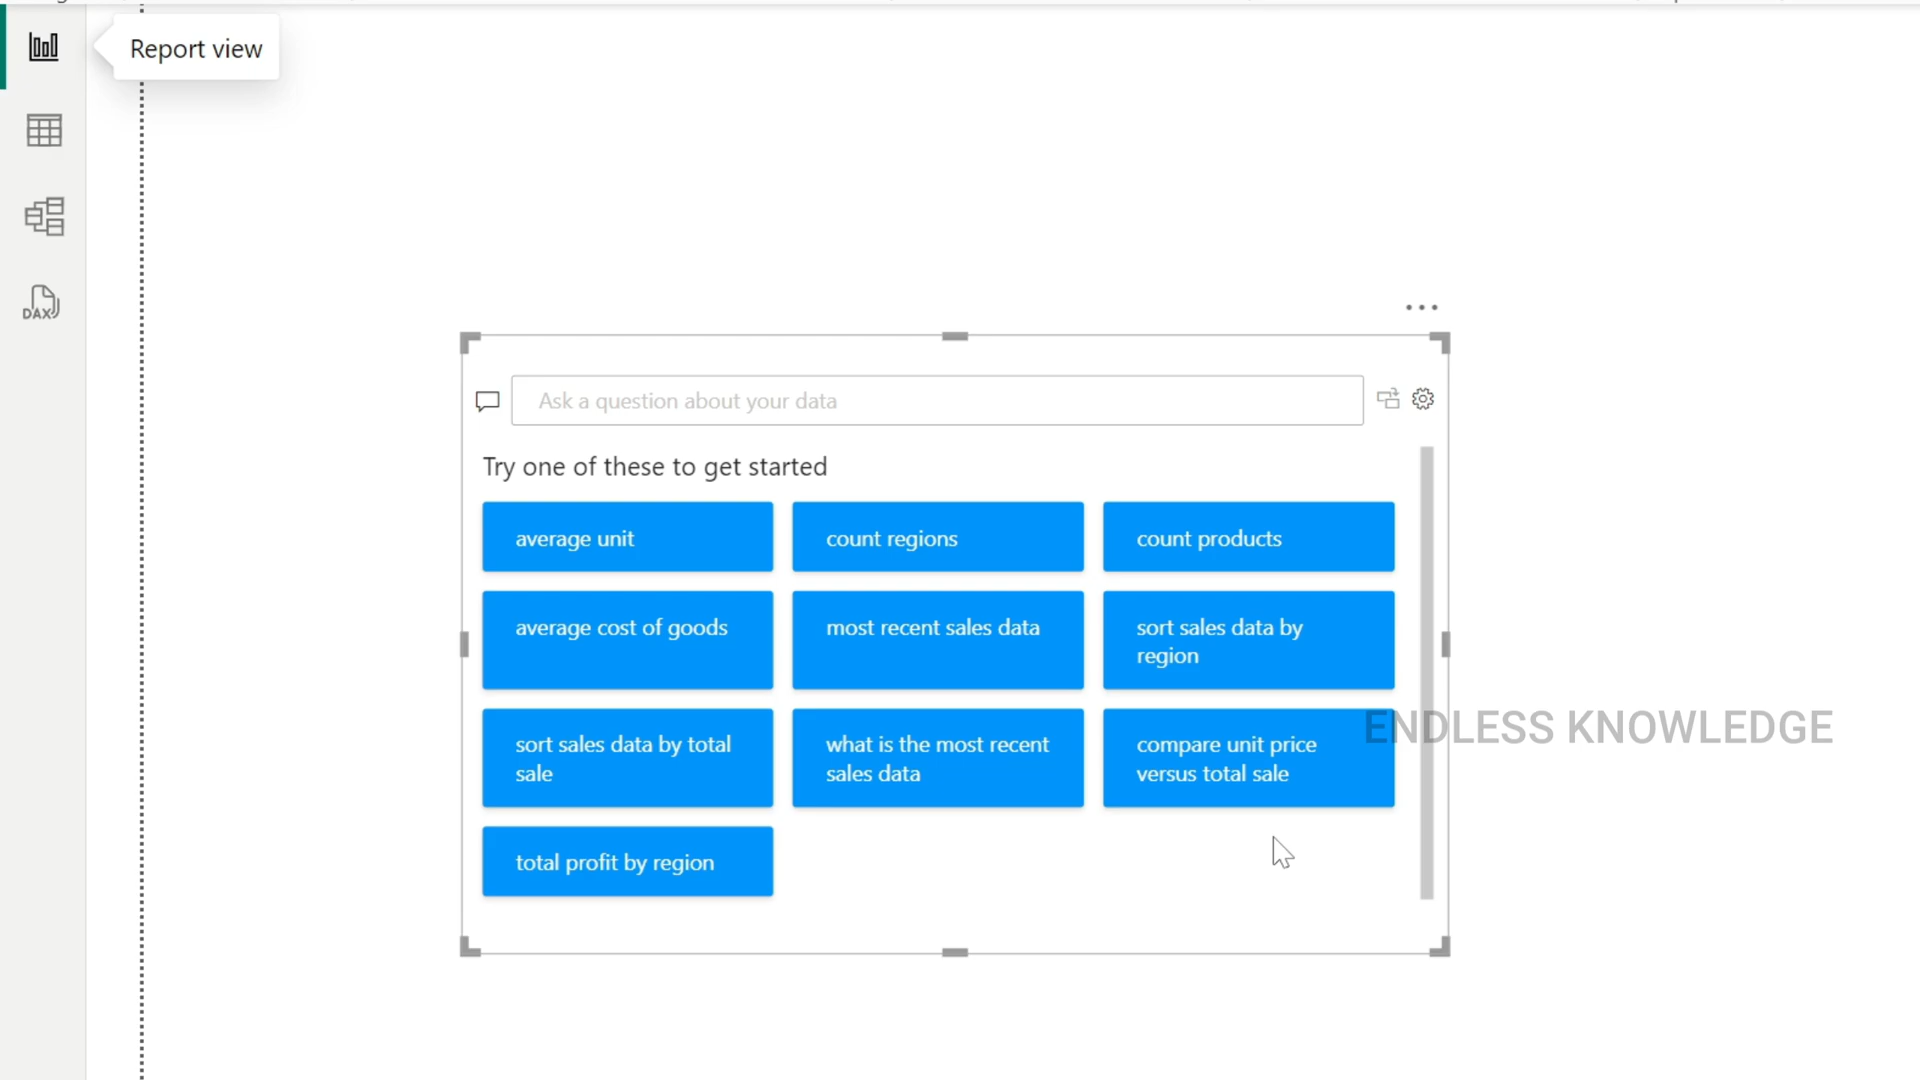 Report view
DAX
Ask a question about your data
Try one of these to get started
average unit
count regions
count products
average cost of goods
most recent sales data
sort sales data by
region
sort sales data by total
sale
what is the most recent
sales data
compare unit price
versus total sale
total profit by region
ENDLESS KNOWLEDGE